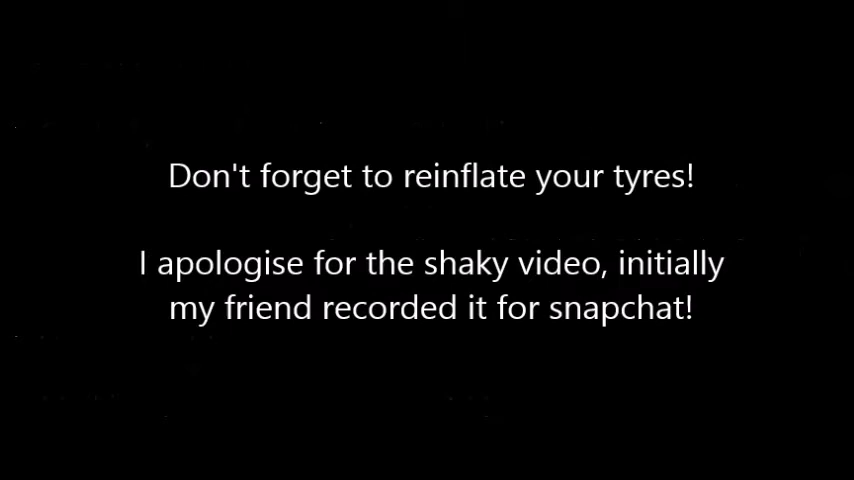 Don't forget to reinflate your tyres!
I apologise for the shaky video, initially
my friend recorded it for snapchat!